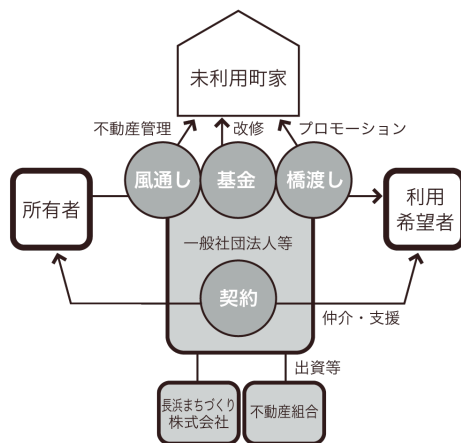 未利用町家
不動産管理
改修
プロモーション
風通し
基金
橋渡し
所有者
利用
希望者
一般社団法人等
契約
仲介・支援
出資等
長浜まちづくり
株式会社
不動産組合